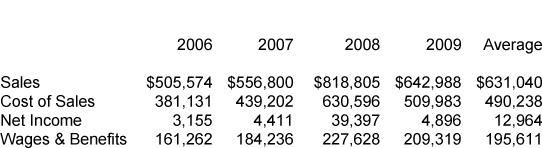 2006 2007 2008 2009 Average
Sales $505,574 $556,800 $818,805 $642,988 $631,040
Cost of Sales 381,131 439,202 630,596 509,983 490,238
Net Income 3,155 4,411 39,397 4,896 12,964
Wages & Benefits 161,262 184,236 227,628 209,319 195,611